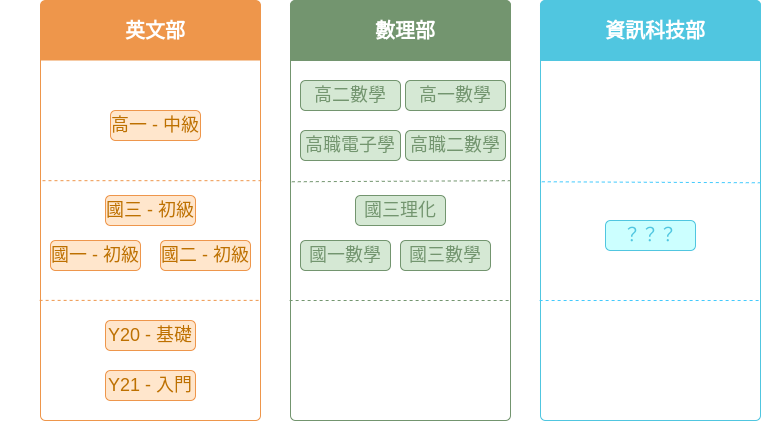 英文部
高一 - 中級
國三 - 初級
國一 - 初級
國二 - 初級
Y20 - 基礎
Y21 - 入門
數理部
高二數學
高一數學
高職電子學
高職二數學
國三理化
國一數學
國三數學
資訊科技部
？？？